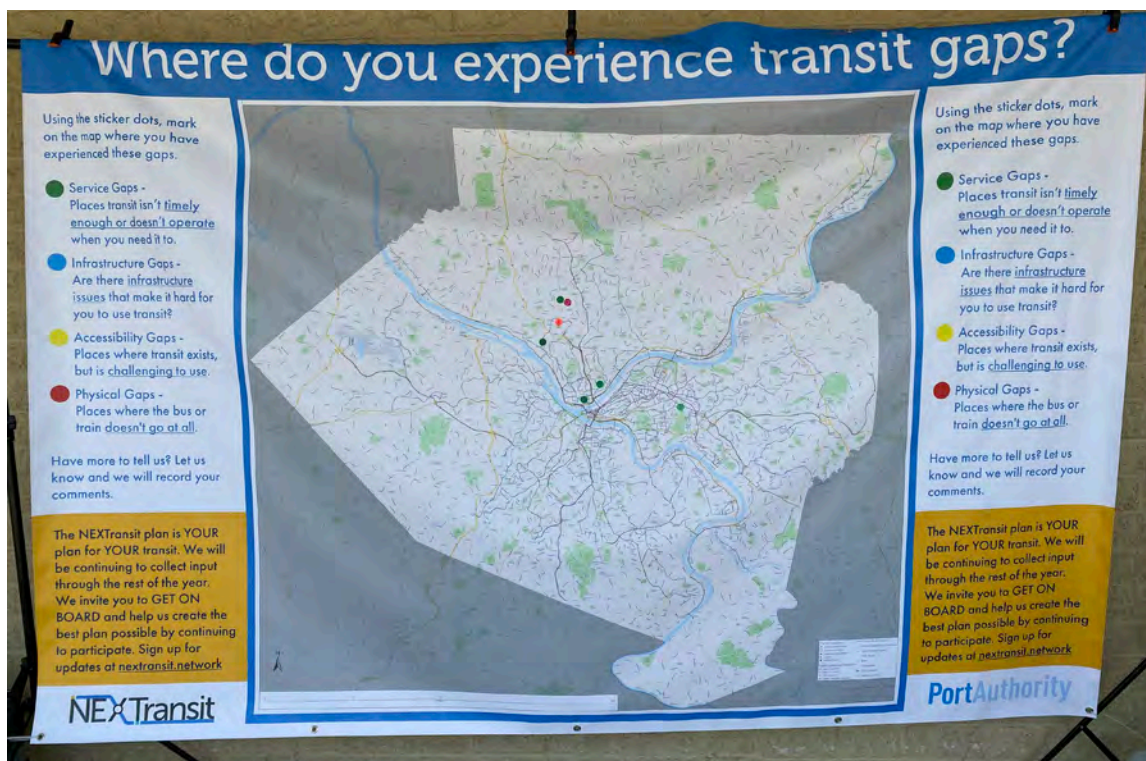 Where do you experience transit gaps?
Using the sticker dots, mark
on the map where you have
experienced these gaps.
Service Gaps -
Places transit isn't timely
enough or doesn't operate
when you need it to.
Infrastructure Gaps -
Are there infrastructure
issues that make it hard for
you to use transit?
Accessibility Gaps -
Places where transit exists,
but is challenging to use.
Physical Gaps -
Places where the bus or
train doesn't go at all.
Have more to tell us? Let us
know and we will record your
comments.
The NEXTransit plan is YOUR
plan for YOUR transit. We will
be continuing to collect input
through the rest of the year.
We invite you to GET ON
BOARD and help us create the
best plan possible by continuing
to participate. Sign up for
updates at nextransit.network
NEXTransit
Using the sticker dots, mark
on the map where you have
experienced these gaps.
Service Gaps -
Places transit isn't timely
enough or doesn't operate
when you need it to.
Infrastructure Gaps -
Are there infrastructure
issues that make it hard for
you to use transit?
Accessibility Gaps -
Places where transit exists,
but is challenging to use.
Physical Gaps -
Places where the bus or
train doesn't go at all.
Have more to tell us? Let us
know and we will record your
comments.
The NEXTransit plan is YOUR
plan for YOUR transit. We will
be continuing to collect input
through the rest of the year.
We invite you to GET ON
BOARD and help us create the
best plan possible by continuing
to participate. Sign up for
updates at nextransit.network
PortAuthority